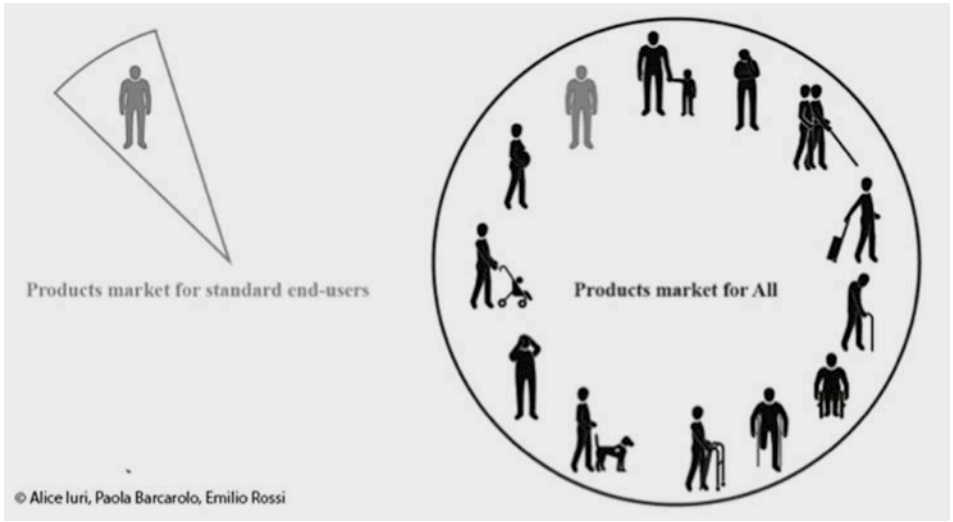 Products market for standard end-users
Products market for All
© Alice Iuri, Paola Barcarolo, Emilio Rossi